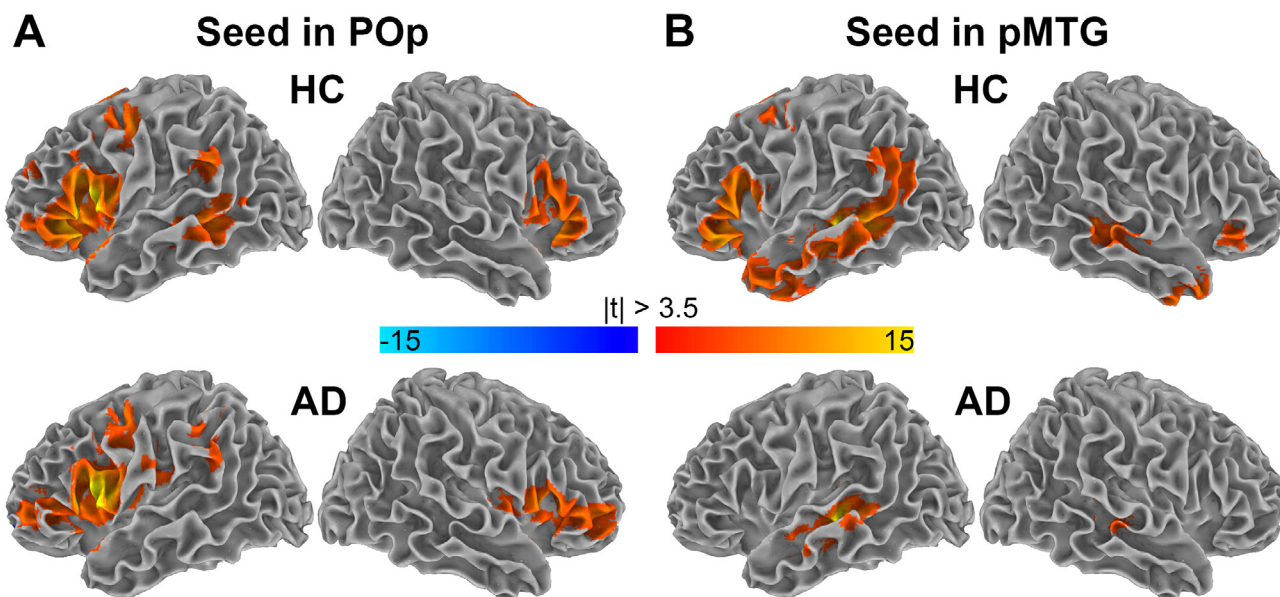 A Seed in POp
B Seed in pMTG
HC
HC
|t| > 3.5
-15
15
AD
AD